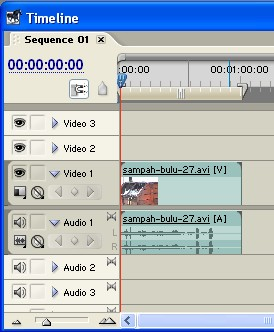 Timeline
Sequence 01
00:00:00:00
:00:00
00:01:00:00
Video 3
Video 2
Video 1
sampah-bulu-27.avi [V]
Audio 1
sampah-bulu-27.avi [A]
L
R
Audio 2
Audio 3